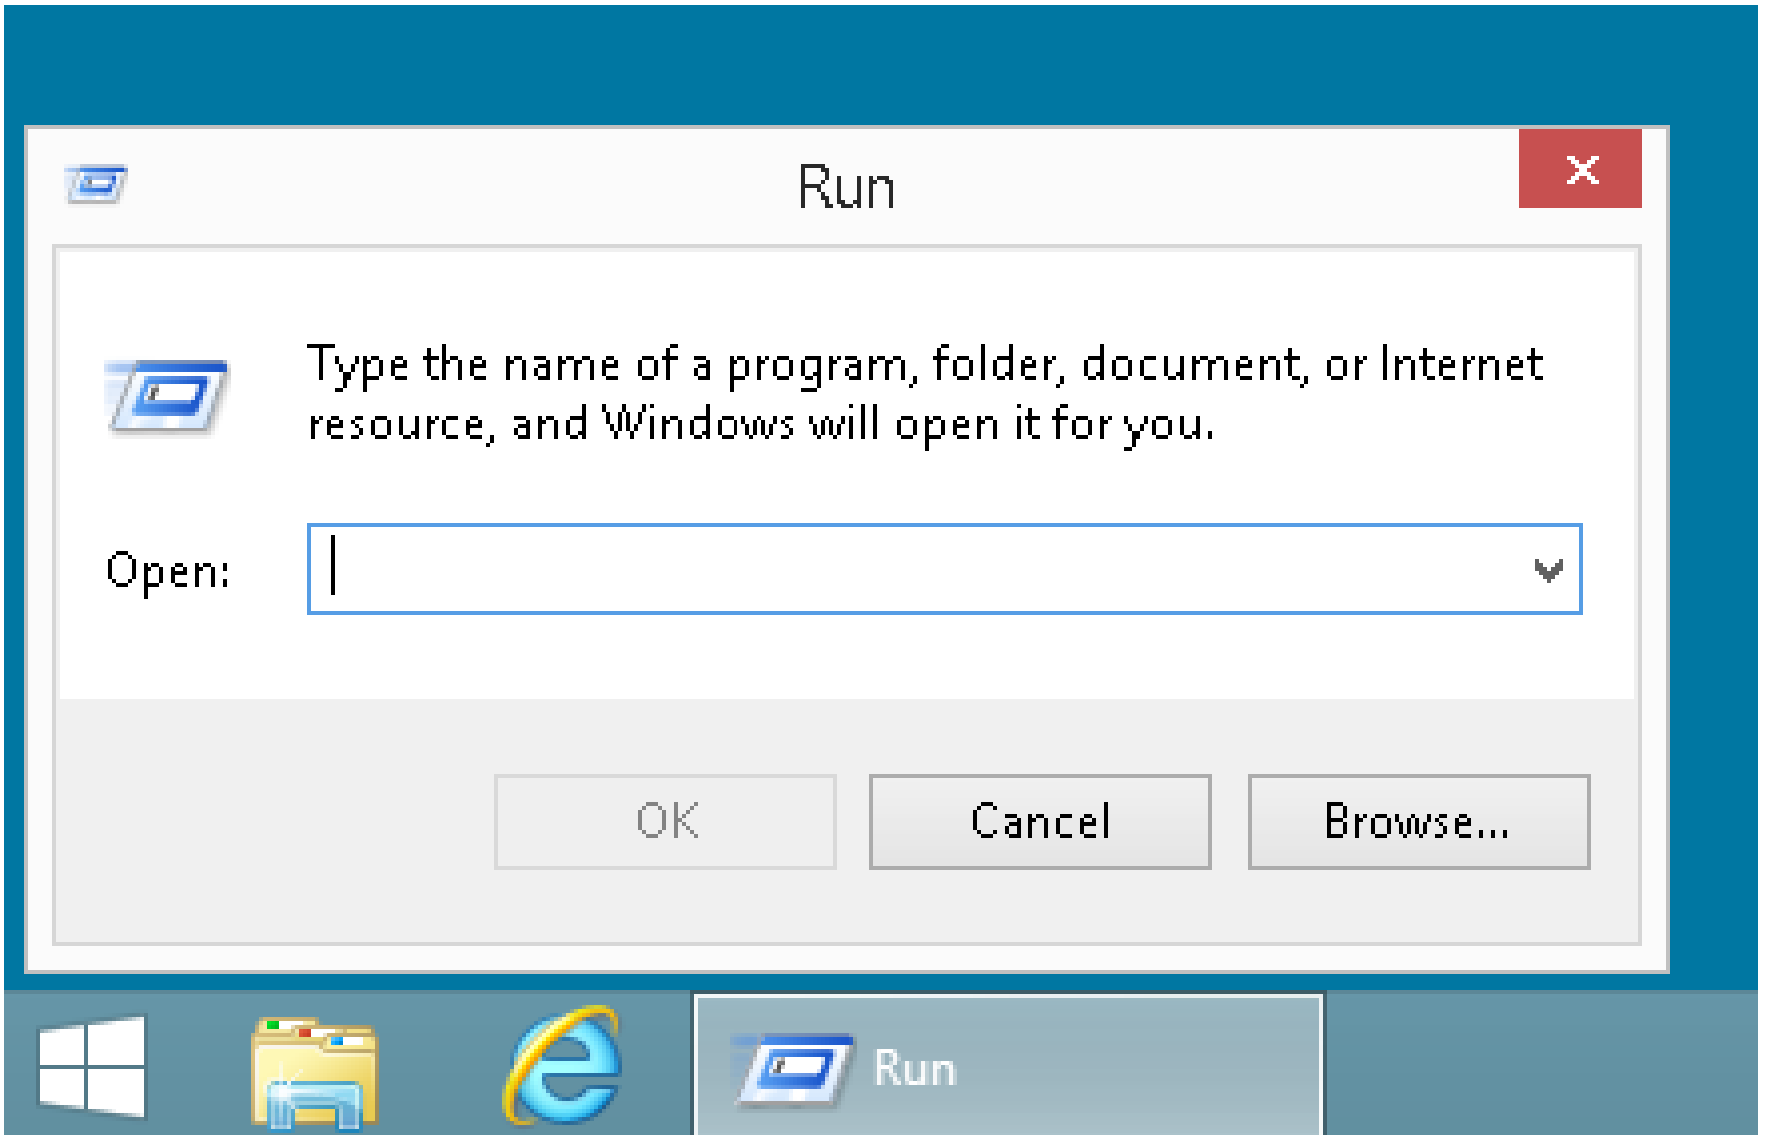 Run
Type the name of a program, folder, document, or Internet
resource, and Windows will open it for you.
Open:
OK Cancel Browse...
Run